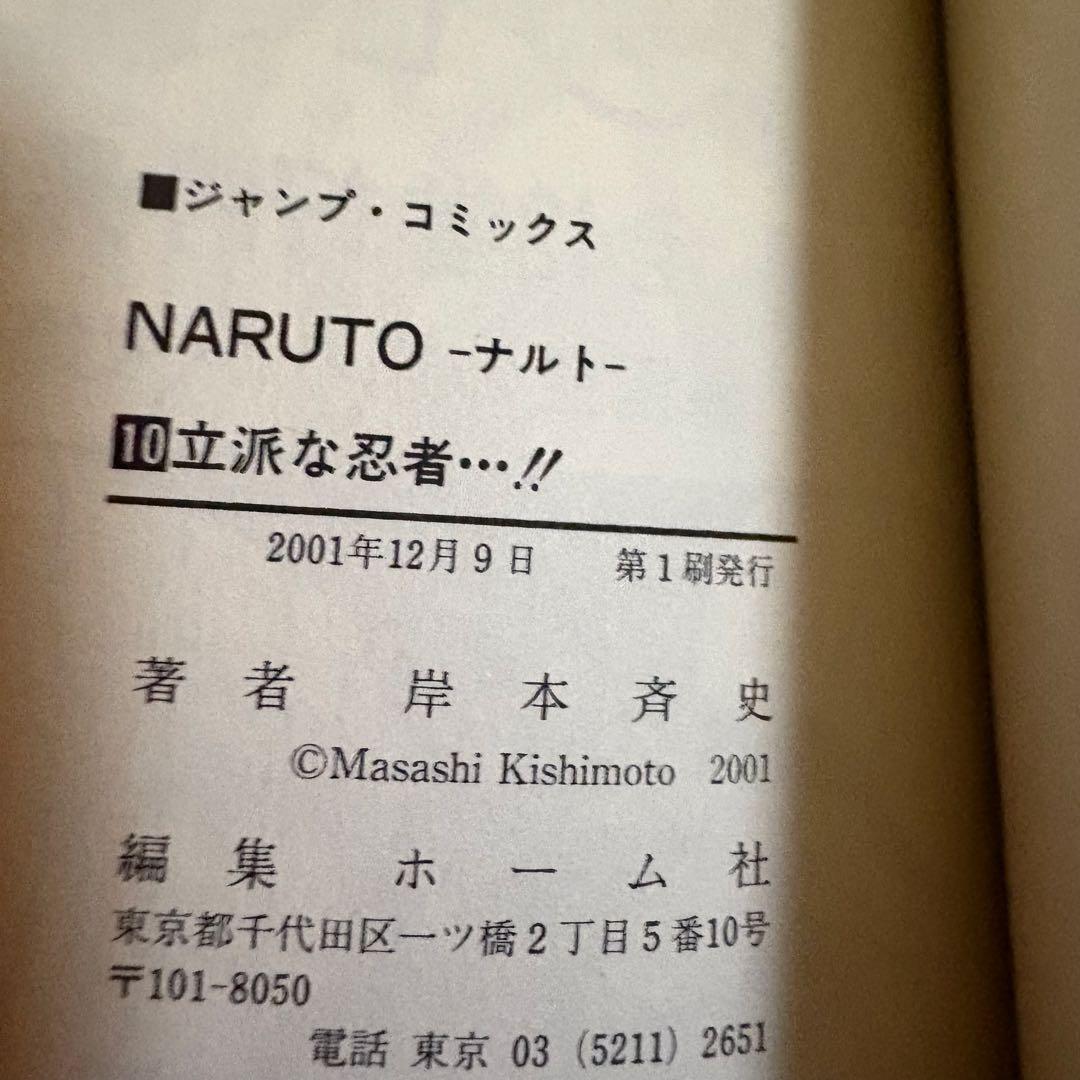 ■ジャンプ・コミックス
NARUTO -ナルト-
10立派な忍者…!!
2001年12月9日 第1刷発行
著者 岸本斉史
©Masashi Kishimoto 2001
編集 ホーム社
東京都千代田区一ツ橋2丁目5番10号
〒101-8050
電話 東京 03 (5211) 2651